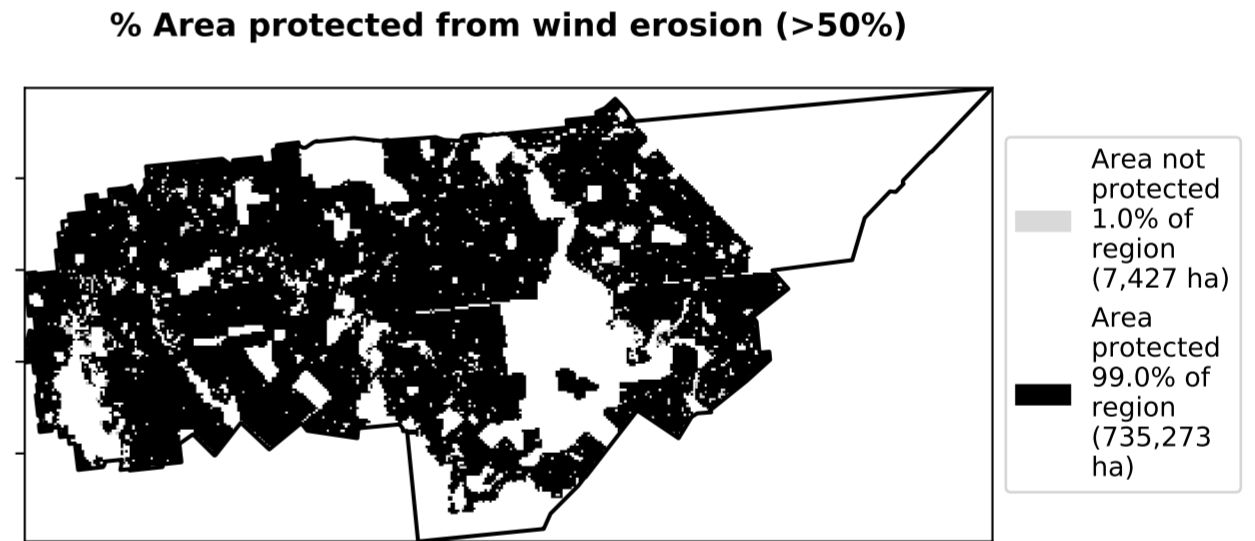 % Area protected from wind erosion (>50%)
Area not
protected
1.0% of
region
(7,427 ha)
Area
protected
99.0% of
region
(735,273
ha)